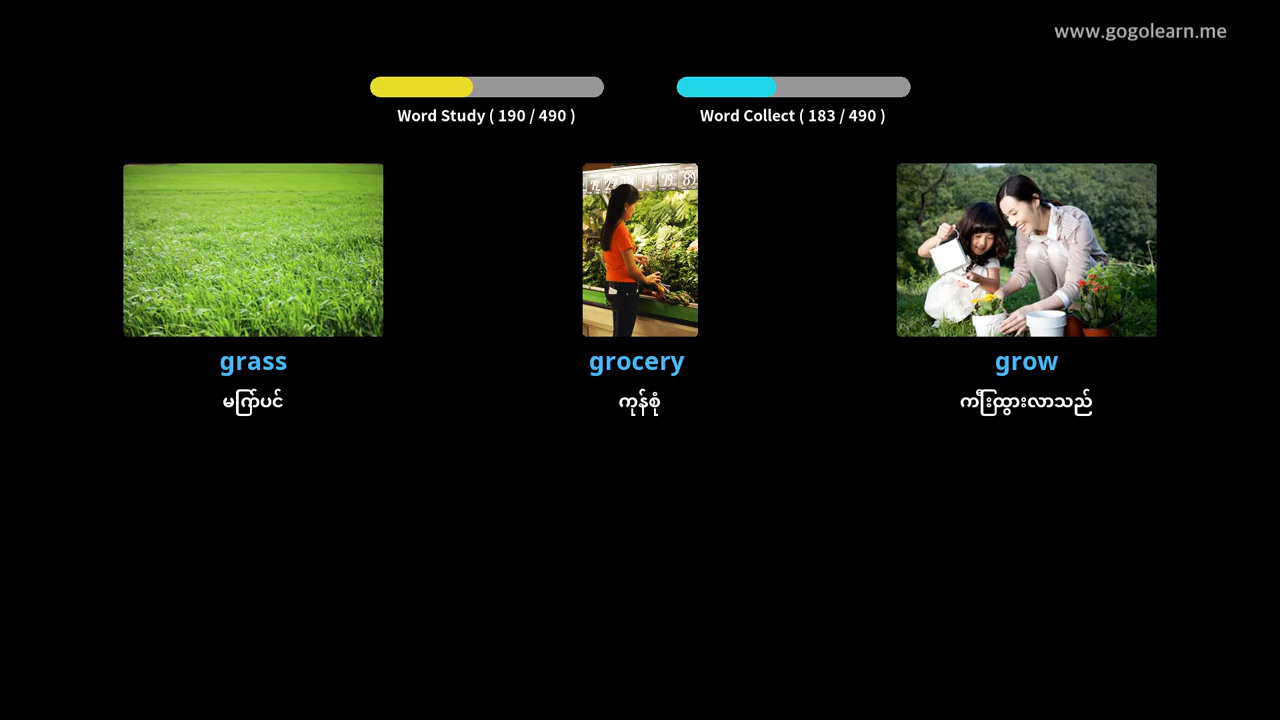 www.gogolearn.me
Word Study ( 190 / 490 )
Word Collect ( 183 / 490 )
grass
grocery
grow
မြက်ပင်
ကုန်စုံ
ကြီးထွားလာသည်